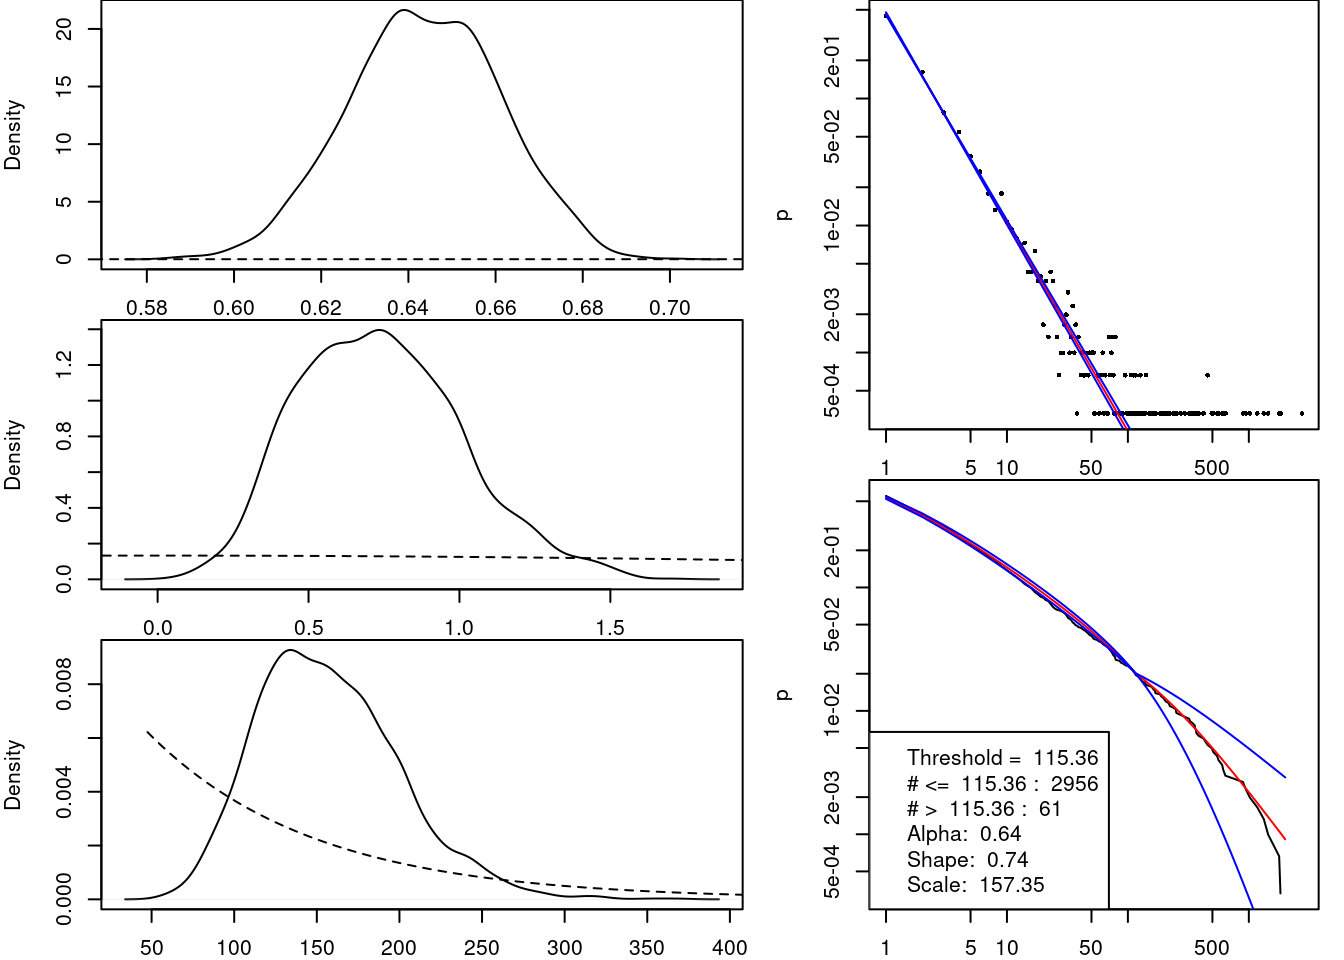 Density
20
15
10
5
0
0.58 0.60 0.62 0.64 0.66 0.68 0.70
Density
1.2
0.8
0.4
0.0
0.0 0.5 1.0 1.5
Density
0.008
0.004
0.000
50 100 150 200 250 300 350 400
p
2e-01
5e-02
1e-02
2e-03
5e-04
1 5 10 50 500
p
2e-01
5e-02
1e-02
2e-03
5e-04
Threshold = 115.36
# <= 115.36 : 2956
# > 115.36 : 61
Alpha: 0.64
Shape: 0.74
Scale: 157.35
1 5 10 50 500